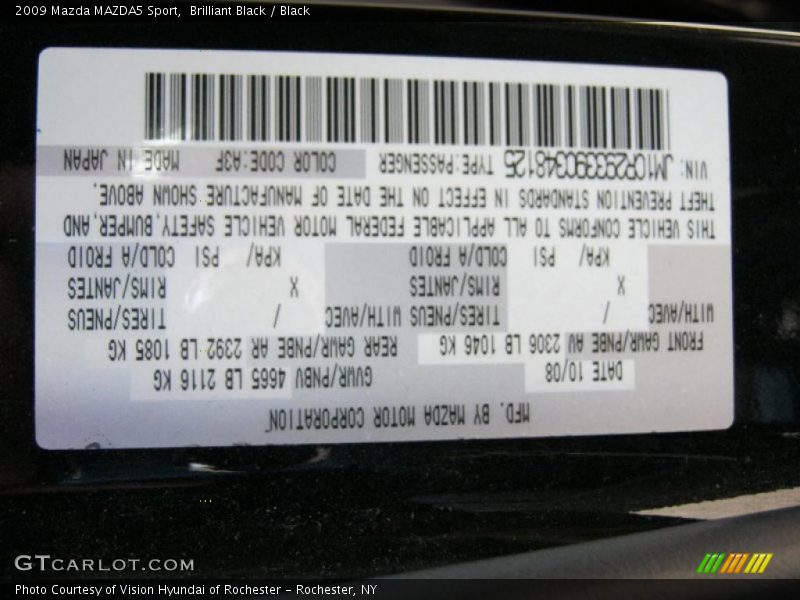 2009 Mazda MAZDA5 Sport, Brilliant Black / Black
MFD. BY MAZDA MOTOR CORPORATION
DATE 10/08 GVWR/PNBV 4665 LB 2116 KG
FRONT GAWR/PNBE AV 2306 LB 1046 KG REAR GAWR/PNBE AR 2392 LB 1085 KG
WITH/AVEC / TIRES/PNEUS WITH/AVEC / TIRES/PNEUS
X RIMS/JANTES X RIMS/JANTES
KPA/ PSI COLD/A FROID KPA/ PSI COLD/A FROID
THIS VEHICLE CONFORMS TO ALL APPLICABLE FEDERAL MOTOR VEHICLE SAFETY, BUMPER, AND
THEFT PREVENTION STANDARDS IN EFFECT ON THE DATE OF MANUFACTURE SHOWN ABOVE.
VIN: JM1CR293390348125 TYPE:PASSENGER COLOR CODE:A3F MADE IN JAPAN
GTCARLOT.COM
Photo Courtesy of Vision Hyundai of Rochester – Rochester, NY